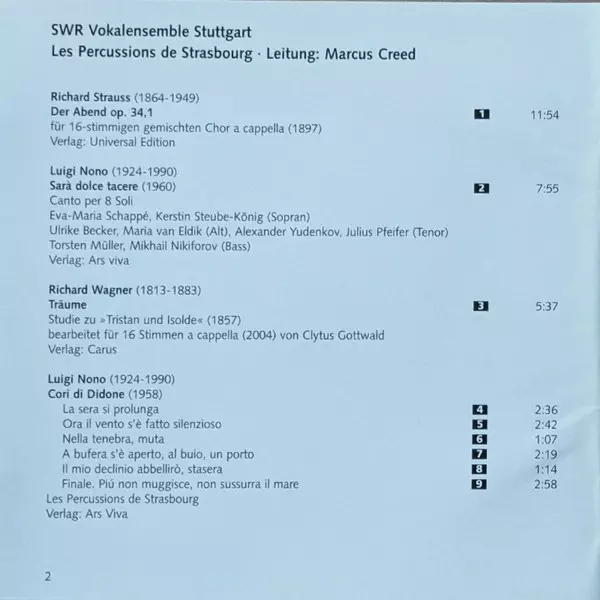 SWR Vokalensemble Stuttgart
Les Percussions de Strasbourg · Leitung: Marcus Creed
Richard Strauss (1864-1949)
Der Abend op. 34,1 1 11:54
für 16-stimmigen gemischten Chor a cappella (1897)
Verlag: Universal Edition
Luigi Nono (1924-1990)
Sarà dolce tacere (1960) 2 7:55
Canto per 8 Soli
Eva-Maria Schappé, Kerstin Steube-König (Sopran)
Ulrike Becker, Maria van Eldik (Alt), Alexander Yudenkov, Julius Pfeifer (Tenor)
Torsten Müller, Mikhail Nikiforov (Bass)
Verlag: Ars viva
Richard Wagner (1813-1883)
Träume 3 5:37
Studie zu »Tristan und Isolde« (1857)
bearbeitet für 16 Stimmen a cappella (2004) von Clytus Gottwald
Verlag: Carus
Luigi Nono (1924-1990)
Cori di Didone (1958)
La sera si prolunga 4 2:36
Ora il vento s'è fatto silenzioso 5 2:42
Nella tenebra, muta 6 1:07
A bufera s'è aperto, al buio, un porto 7 2:19
Il mio declinio abbellirò, stasera 8 1:14
Finale. Piú non muggisce, non sussurra il mare 9 2:58
Les Percussions de Strasbourg
Verlag: Ars Viva
2